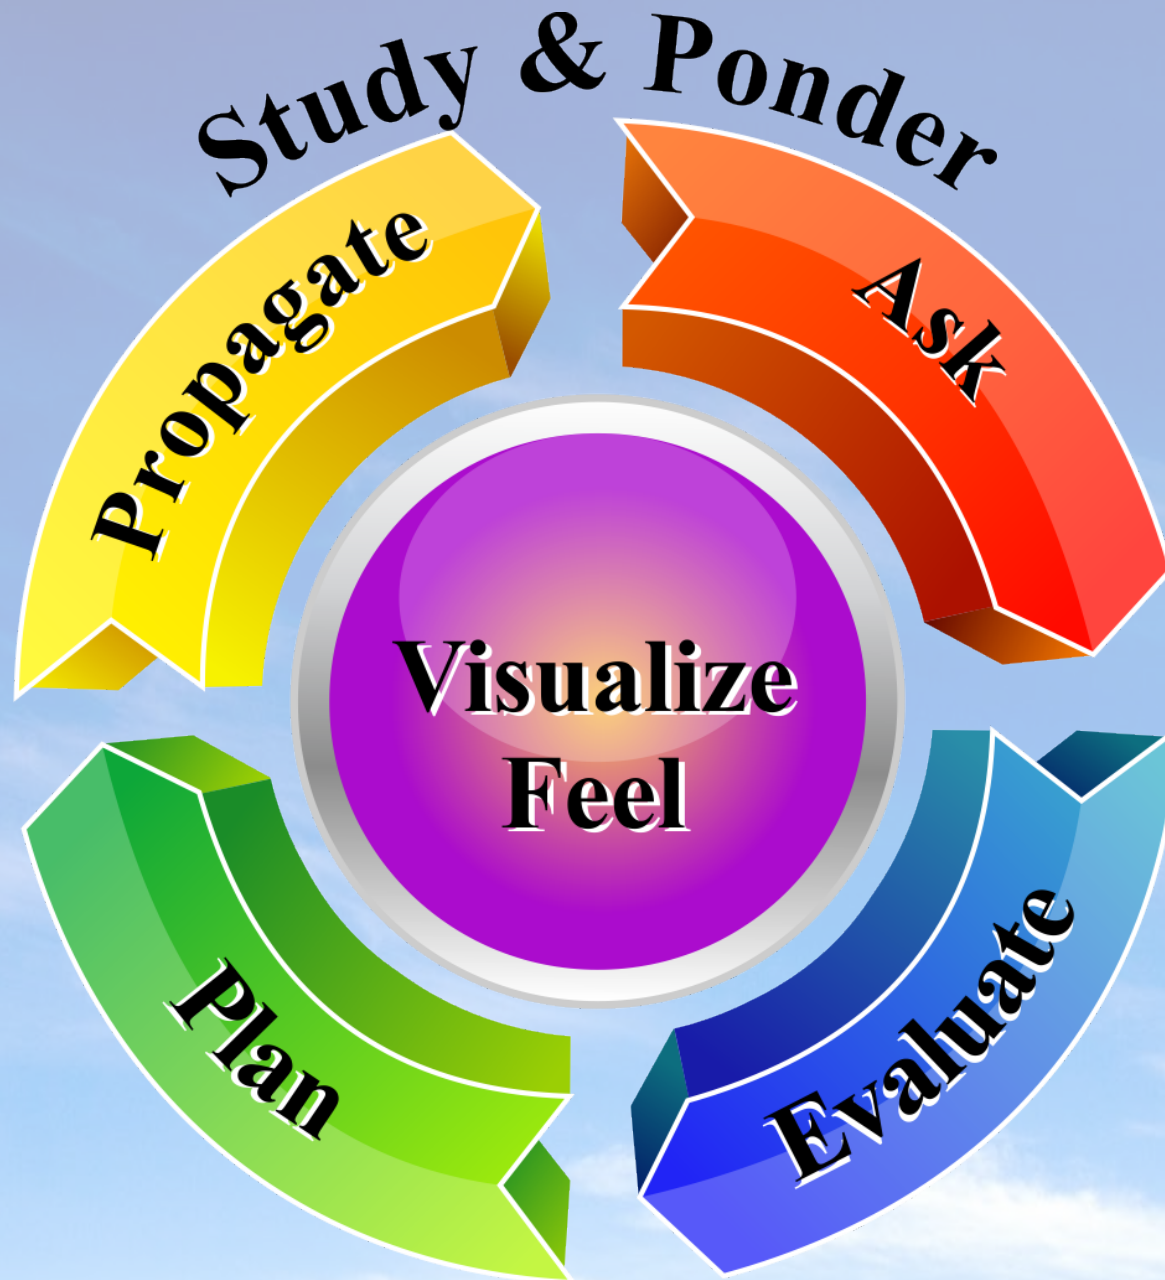 Study & Ponder
Propagate
Ask
Visualize
Feel
Plan
Evaluate